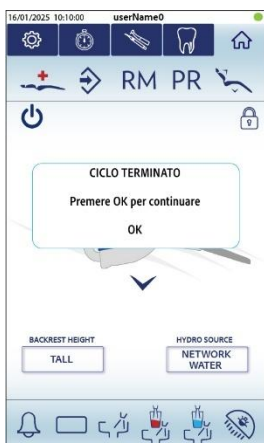 16/01/2025 10:10:00 userName0
RM PR
CICLO TERMINATO
Premere OK per continuare
OK
BACKREST HEIGHT
TALL
HYDRO SOURCE
NETWORK
WATER